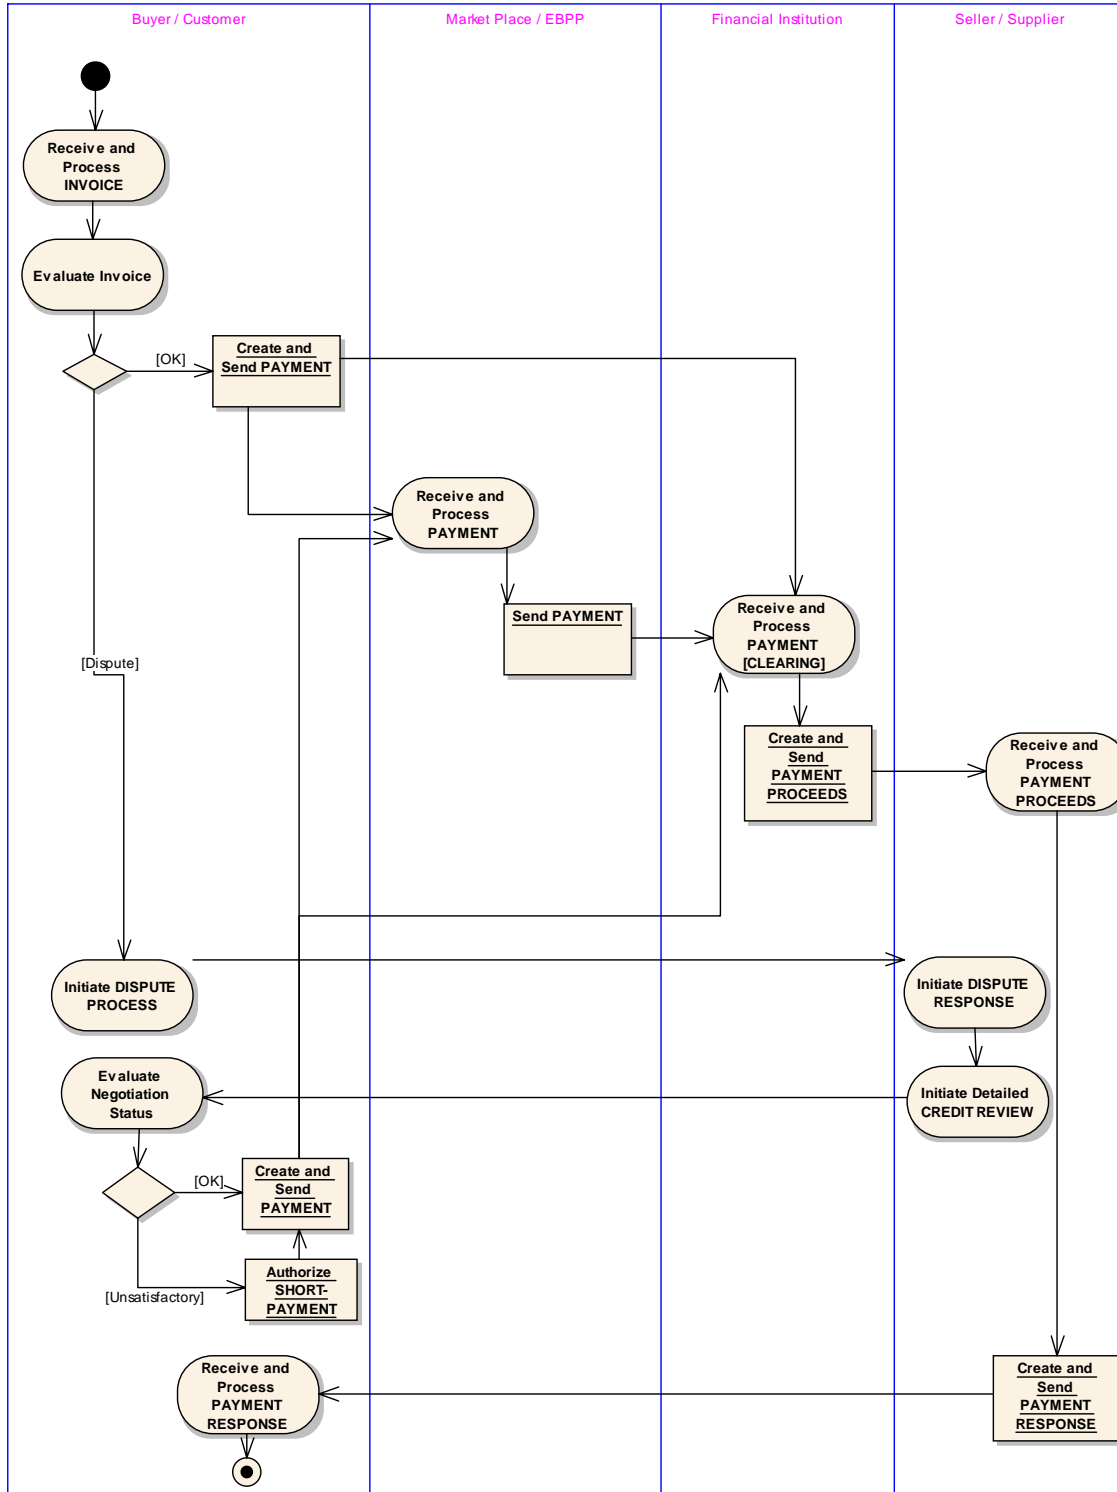 Buyer / Customer
Market Place / EBPP
Financial Institution
Seller / Supplier
Receive and
Process
INVOICE
Evaluate Invoice
[OK]
Create and
Send PAYMENT
Receive and
Process
PAYMENT
Send PAYMENT
Receive and
Process
PAYMENT
[CLEARING]
[Dispute]
Create and
Send
PAYMENT
PROCEEDS
Receive and
Process
PAYMENT
PROCEEDS
Initiate DISPUTE
PROCESS
Initiate DISPUTE
RESPONSE
Evaluate
Negotiation
Status
Initiate Detailed
CREDIT REVIEW
[OK]
Create and
Send
PAYMENT
[Unsatisfactory]
Authorize
SHORT-
PAYMENT
Receive and
Process
PAYMENT
RESPONSE
Create and
Send
PAYMENT
RESPONSE